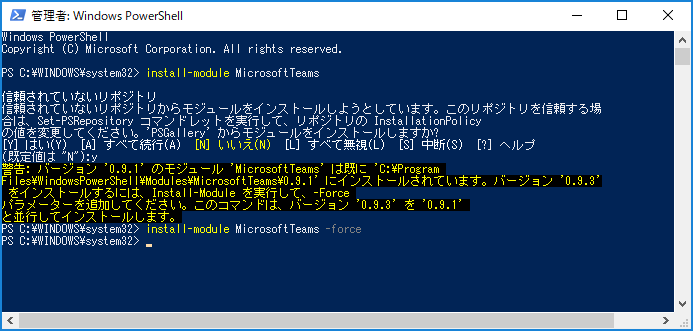 管理者: Windows PowerShell
Windows PowerShell
Copyright (C) Microsoft Corporation. All rights reserved.
PS C:¥WINDOWS¥system32> install-module MicrosoftTeams
信頼されていないリポジトリ
信頼されていないリポジトリからモジュールをインストールしようとしています。このリポジトリを信頼する場
合は、Set-PSRepository コマンドレットを実行して、リポジトリの InstallationPolicy
の値を変更してください。'PSGallery' からモジュールをインストールしますか?
[Y] はい(Y)  [A] すべて続行(A)  [N] いいえ(N)  [L] すべて無視(L)  [S] 中断(S)  [?] ヘルプ
(既定値は "N"):y
警告: バージョン '0.9.1' のモジュール 'MicrosoftTeams' は既に 'C:¥Program
Files¥WindowsPowerShell¥Modules¥MicrosoftTeams¥0.9.1' にインストールされています。バージョン '0.9.3'
をインストールするには、Install-Module を実行して、-Force
パラメーターを追加してください。このコマンドは、バージョン '0.9.3' を '0.9.1'
と並行してインストールします。
PS C:¥WINDOWS¥system32> install-module MicrosoftTeams -force
PS C:¥WINDOWS¥system32>